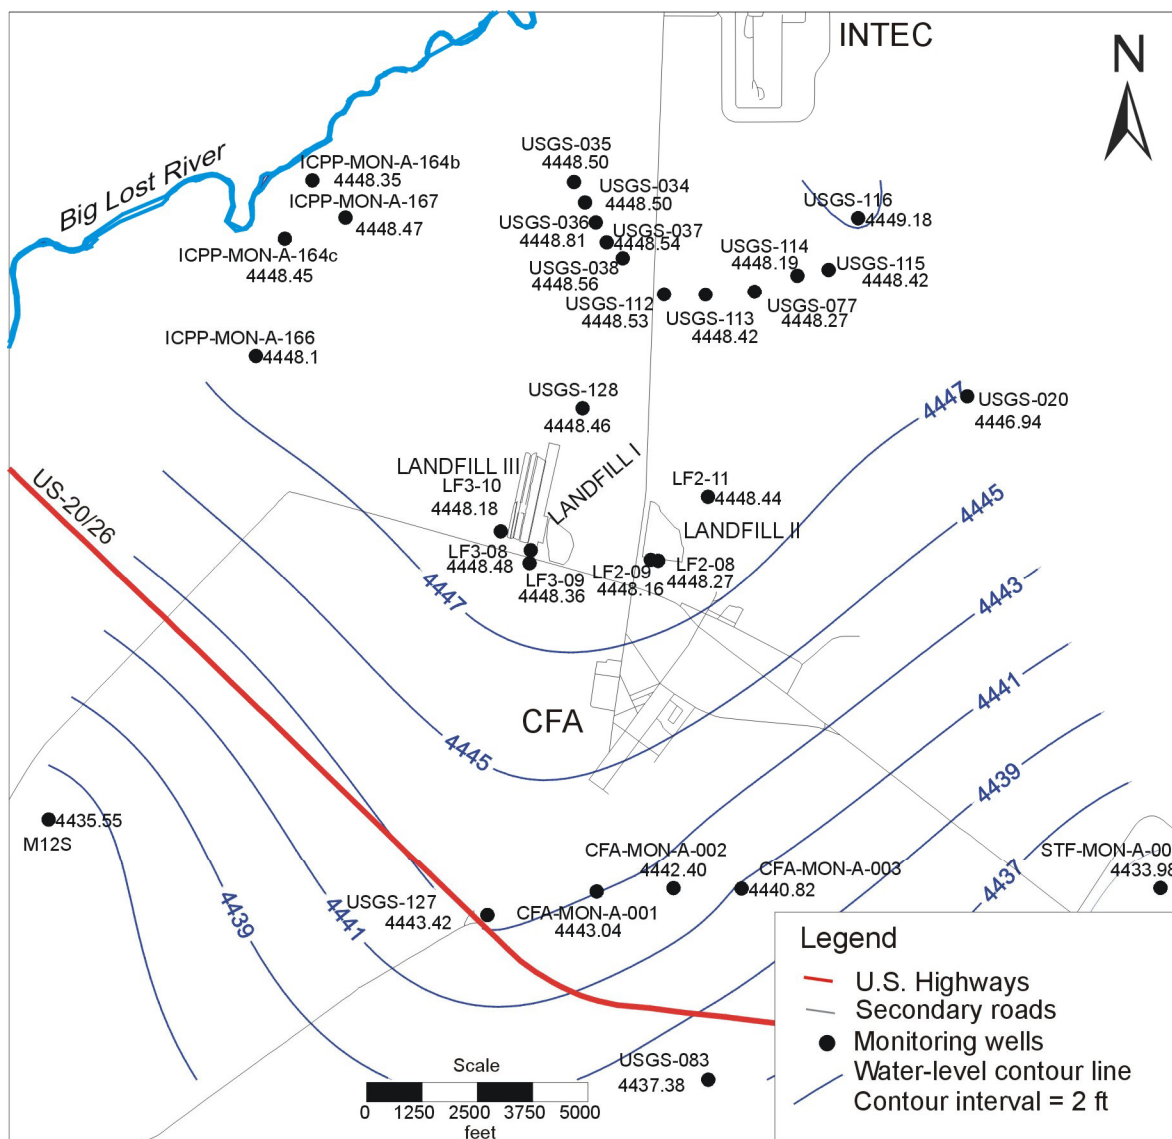 INTEC
N
Big Lost River
ICPP-MON-A-164b
4448.35
ICPP-MON-A-167
4448.47
ICPP-MON-A-164c
4448.45
USGS-035
4448.50
USGS-034
4448.50
USGS-036
4448.81
USGS-037
4448.54
USGS-038
4448.56
USGS-116
4449.18
USGS-114
4448.19
USGS-115
4448.42
USGS-112
4448.53
USGS-113
4448.42
USGS-077
4448.27
ICPP-MON-A-166
4448.1
USGS-128
4448.46
4447
USGS-020
4446.94
US-20/26
LANDFILL III
LF3-10
4448.18
LANDFILL I
LF2-11
4448.44
LANDFILL II
4445
LF3-08
4448.48
LF3-09
4448.36
LF2-09
4448.16
LF2-08
4448.27
4447
4443
4441
CFA
4445
4439
4435.55
M12S
CFA-MON-A-002
4442.40
CFA-MON-A-003
4440.82
STF-MON-A-00
4433.98
4437
USGS-127
4443.42
CFA-MON-A-001
4443.04
4439
4441
USGS-083
4437.38
Scale
0 1250 2500 3750 5000
feet
Legend
U.S. Highways
Secondary roads
Monitoring wells
Water-level contour line
Contour interval = 2 ft